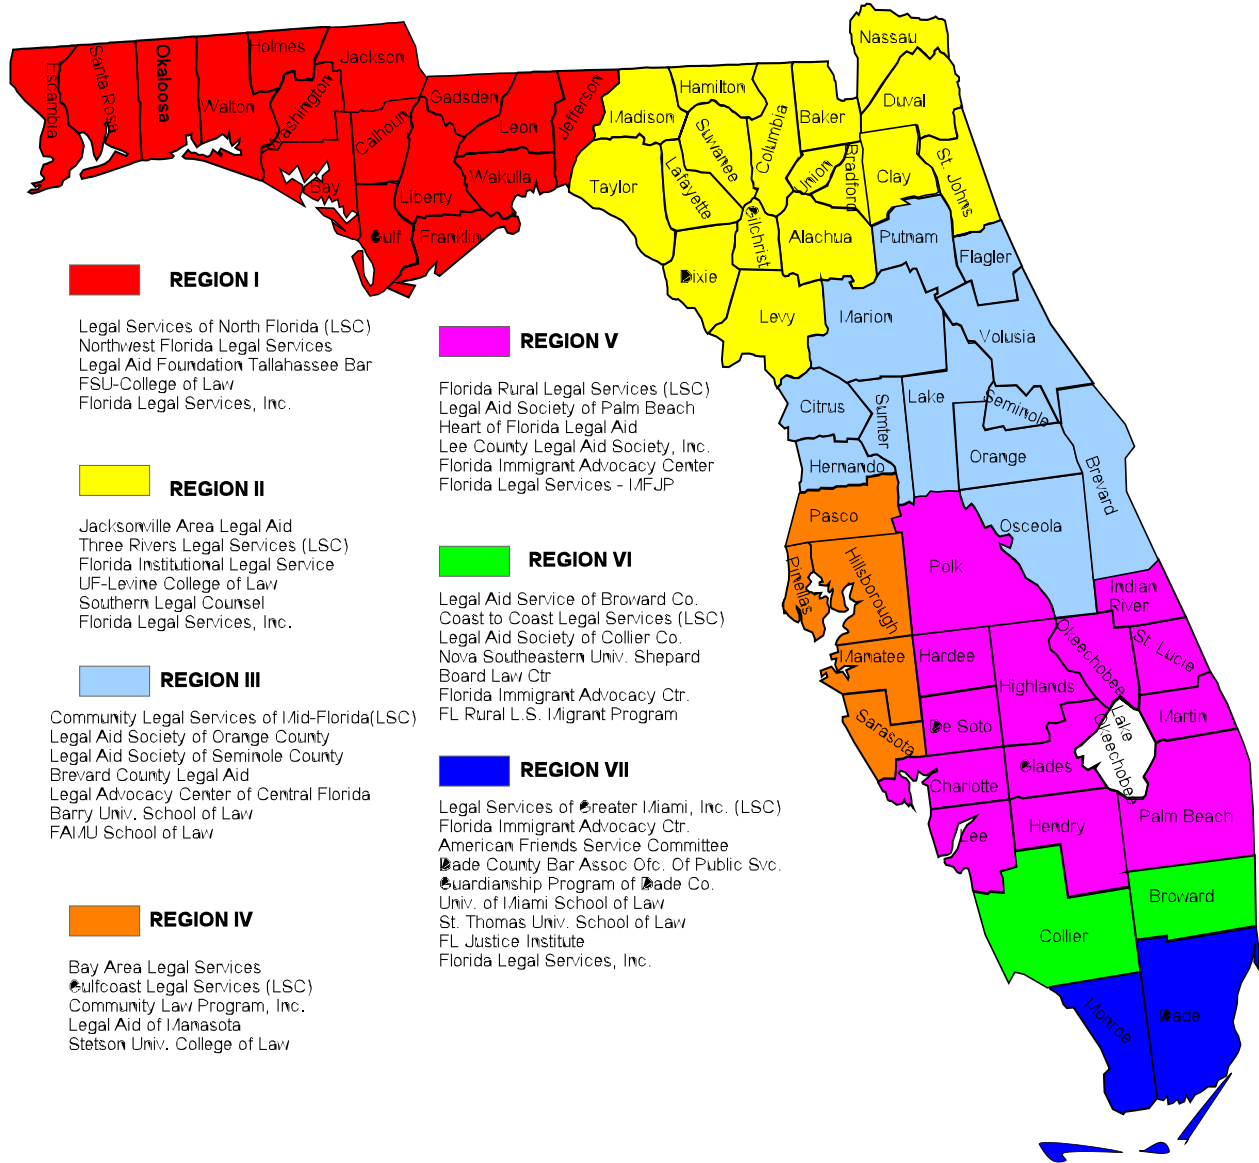 Nassau
Holmes
Jackson
Okaloosa
Santa Rosa
Escambia
Walton
Washington
Gadsden
Jefferson
Hamilton
Duval
Leon
Madison
Suwanee
Columbia
Baker
Calhoun
Bay
Liberty
Wakulla
Taylor
Lafayette
Union
Bradford
Clay
St. Johns
Gulf
Franklin
Gilchrist
Alachua
Putnam
Flagler
Dixie
Levy
Marion
Volusia
Citrus
Sumter
Lake
Seminole
Hernando
Orange
Brevard
Pasco
Osceola
Pinellas
Hillsborough
Polk
Indian
River
Manatee
Hardee
Highlands
Okeechobee
St. Lucie
Sarasota
De Soto
Lake
Okeechobee
Martin
Charlotte
Glades
Lee
Hendry
Palm Beach
Collier
Broward
Monroe
Dade
REGION I
Legal Services of North Florida (LSC)
Northwest Florida Legal Services
Legal Aid Foundation Tallahassee Bar
FSU-College of Law
Florida Legal Services, Inc.
REGION II
Jacksonville Area Legal Aid
Three Rivers Legal Services (LSC)
Florida Institutional Legal Service
UF-Levine College of Law
Southern Legal Counsel
Florida Legal Services, Inc.
REGION III
Community Legal Services of Mid-Florida(LSC)
Legal Aid Society of Orange County
Legal Aid Society of Seminole County
Brevard County Legal Aid
Legal Advocacy Center of Central Florida
Barry Univ. School of Law
FAMU School of Law
REGION IV
Bay Area Legal Services
Gulfcoast Legal Services (LSC)
Community Law Program, Inc.
Legal Aid of Manasota
Stetson Univ. College of Law
REGION V
Florida Rural Legal Services (LSC)
Legal Aid Society of Palm Beach
Heart of Florida Legal Aid
Lee County Legal Aid Society, Inc.
Florida Immigrant Advocacy Center
Florida Legal Services - MFJP
REGION VI
Legal Aid Service of Broward Co.
Coast to Coast Legal Services (LSC)
Legal Aid Society of Collier Co.
Nova Southeastern Univ. Shepard
Board Law Ctr
Florida Immigrant Advocacy Ctr.
FL Rural L.S. Migrant Program
REGION VII
Legal Services of Greater Miami, Inc. (LSC)
Florida Immigrant Advocacy Ctr.
American Friends Service Committee
Dade County Bar Assoc Ofc. Of Public Svc.
Guardianship Program of Dade Co.
Univ. of Miami School of Law
St. Thomas Univ. School of Law
FL Justice Institute
Florida Legal Services, Inc.